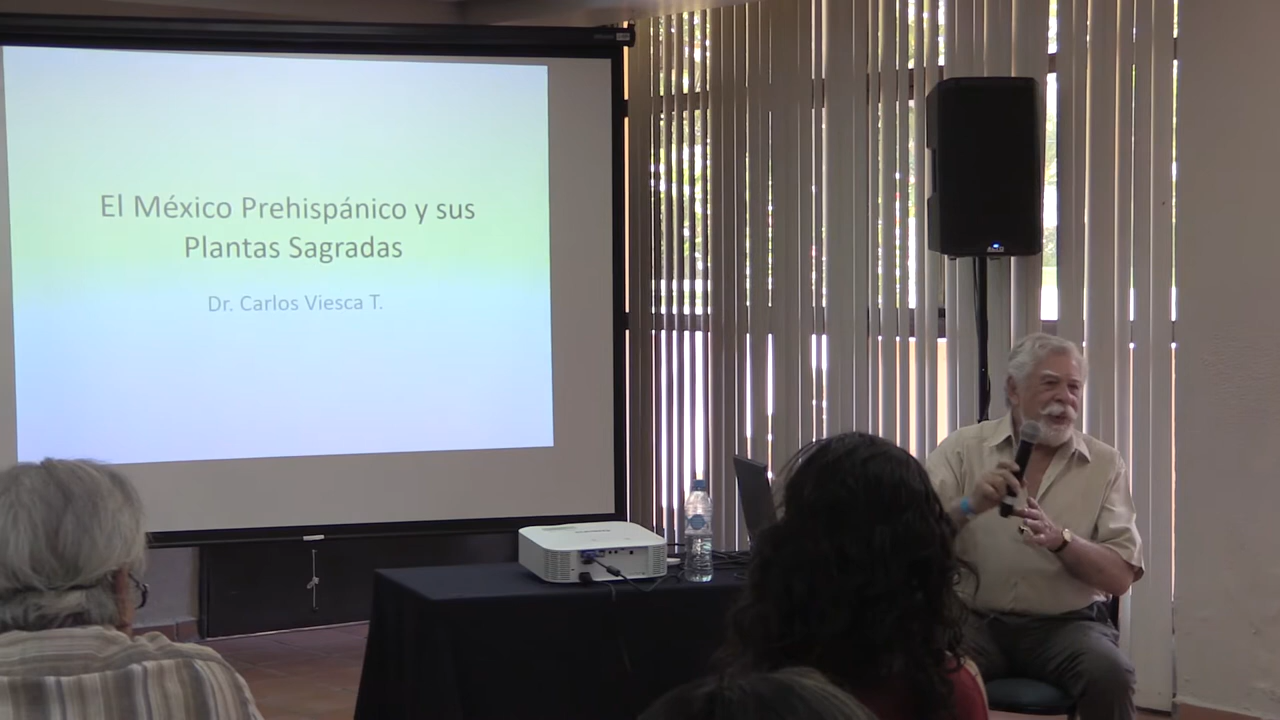 El México Prehispánico y sus
Plantas Sagradas
Dr. Carlos Viesca T.